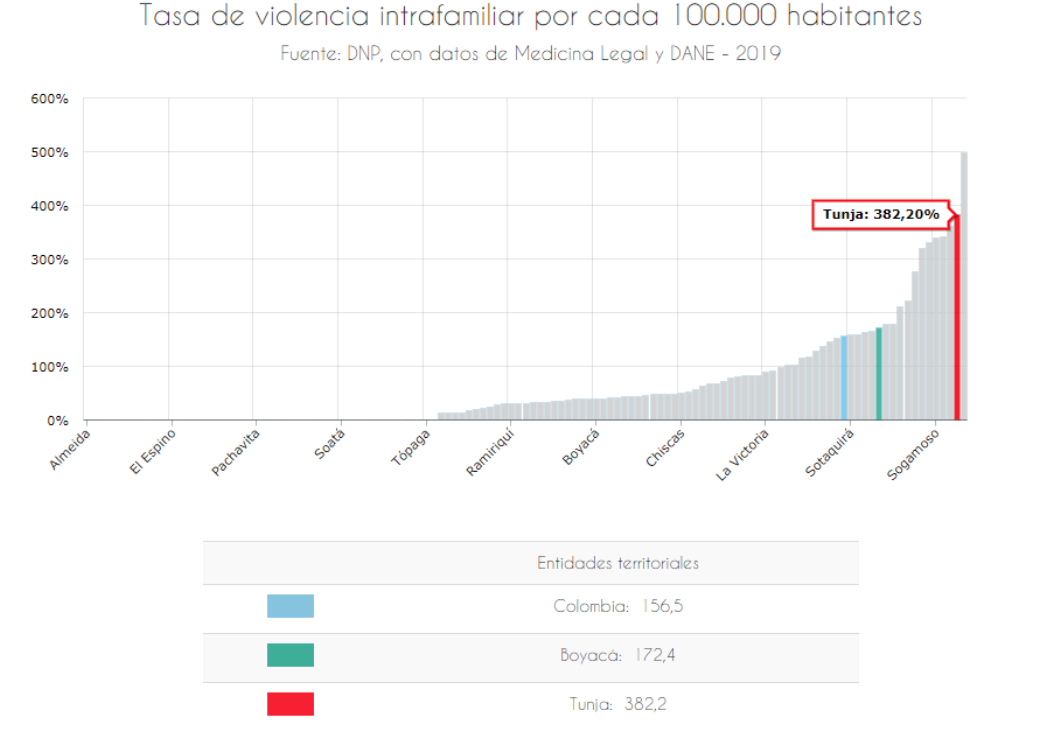 Tasa de violencia intrafamiliar por cada 100.000 habitantes
Fuente: DNP, con datos de Medicina Legal y DANE - 2019
600%
500%
400%
300%
200%
100%
0%
Tunja: 382,20%
Almeida
El Espino
Pachavita
Soatá
Tópaga
Ramiriquí
Boyacá
Chiscas
La Victoria
Sotaquirá
Sogamoso
Entidades territoriales
Colombia: 156,5
Boyacá: 172,4
Tunja: 382,2